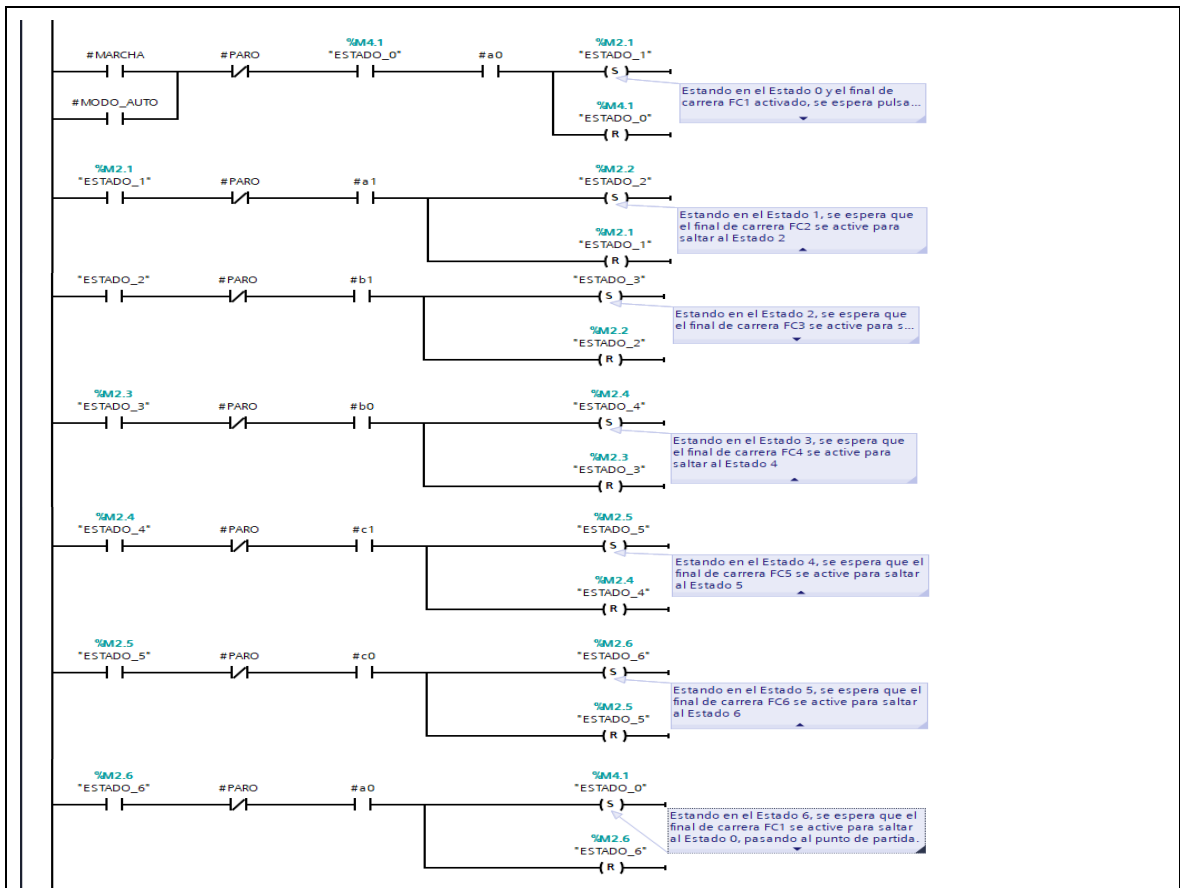 %M4.1 %M2.1
#MARCHA #PARO "ESTADO_0" #a0 "ESTADO_1"
( S )
Estando en el Estado 0 y el final de
carrera FC1 activado, se espera pulsa...
#MODO_AUTO
%M4.1
"ESTADO_0"
( R )
%M2.1 %M2.2
"ESTADO_1" #PARO #a1 "ESTADO_2"
( S )
Estando en el Estado 1, se espera que
el final de carrera FC2 se active para
saltar al Estado 2
%M2.1
"ESTADO_1"
( R )
"ESTADO_2" #PARO #b1 "ESTADO_3"
( S )
Estando en el Estado 2, se espera que
el final de carrera FC3 se active para s...
%M2.2
"ESTADO_2"
( R )
%M2.3 %M2.4
"ESTADO_3" #PARO #b0 "ESTADO_4"
( S )
Estando en el Estado 3, se espera que
el final de carrera FC4 se active para
saltar al Estado 4
%M2.3
"ESTADO_3"
( R )
%M2.4 %M2.5
"ESTADO_4" #PARO #c1 "ESTADO_5"
( S )
Estando en el Estado 4, se espera que el
final de carrera FC5 se active para saltar
al Estado 5
%M2.4
"ESTADO_4"
( R )
%M2.5 %M2.6
"ESTADO_5" #PARO #c0 "ESTADO_6"
( S )
Estando en el Estado 5, se espera que el
final de carrera FC6 se active para saltar
al Estado 6
%M2.5
"ESTADO_5"
( R )
%M2.6 %M4.1
"ESTADO_6" #PARO #a0 "ESTADO_0"
( S )
Estando en el Estado 6, se espera que el
final de carrera FC1 se active para saltar
al Estado 0, pasando al punto de partida.
%M2.6
"ESTADO_6"
( R )